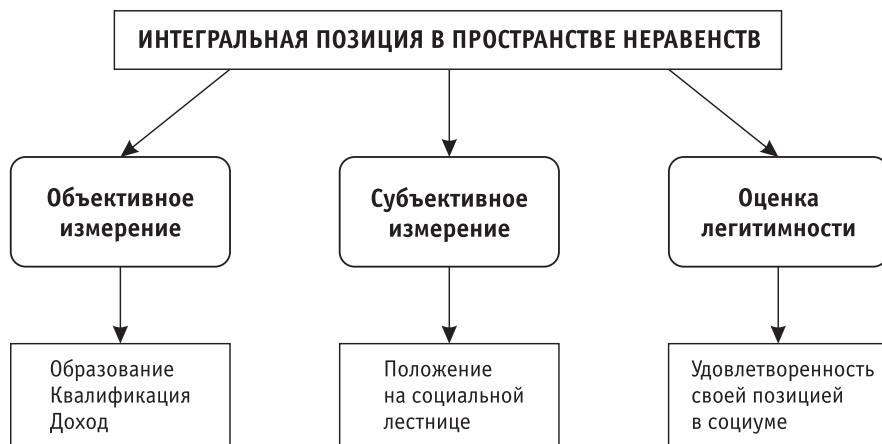 ИНТЕГРАЛЬНАЯ ПОЗИЦИЯ В ПРОСТРАНСТВЕ НЕРАВЕНСТВ
Объективное
измерение
Субъективное
измерение
Оценка
легитимности
Образование
Квалификация
Доход
Положение
на социальной
лестнице
Удовлетворенность
своей позицией
в социуме